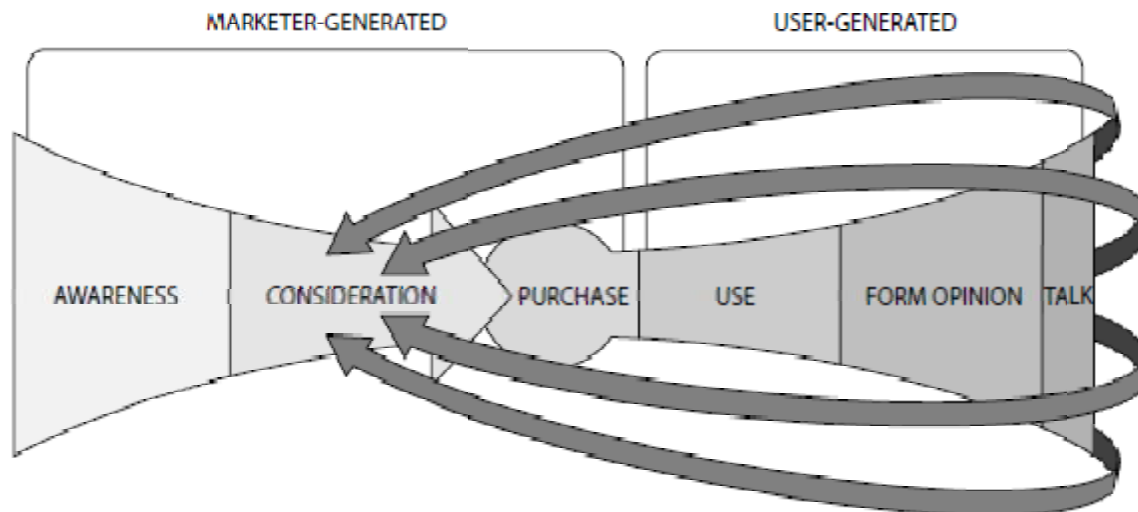 MARKETER-GENERATED
USER-GENERATED
AWARENESS
CONSIDERATION
PURCHASE
USE
FORM OPINION
TALK